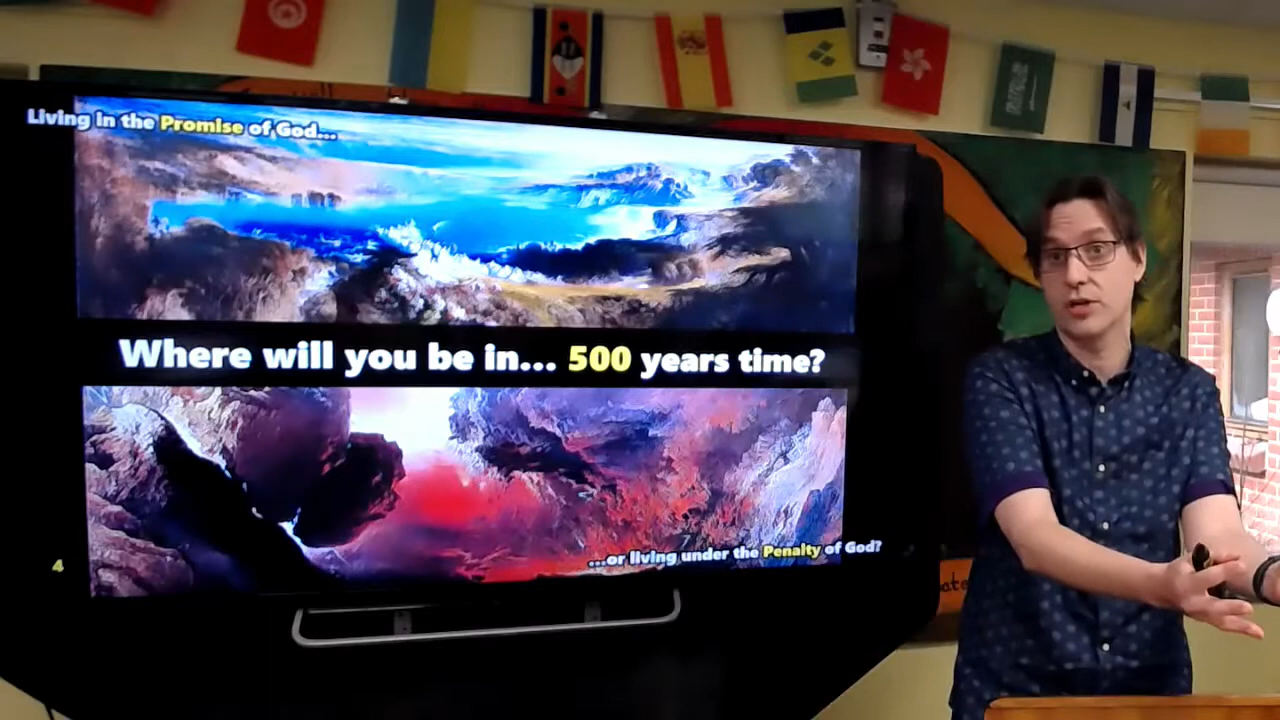 Living in the Promise of God...
Where will you be in... 500 years time?
...or living under the Penalty of God?
4